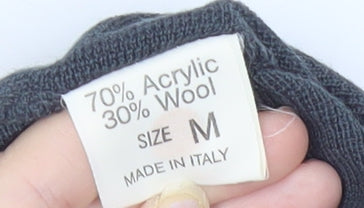 70% Acrylic
30% Wool
SIZE M
MADE IN ITALY